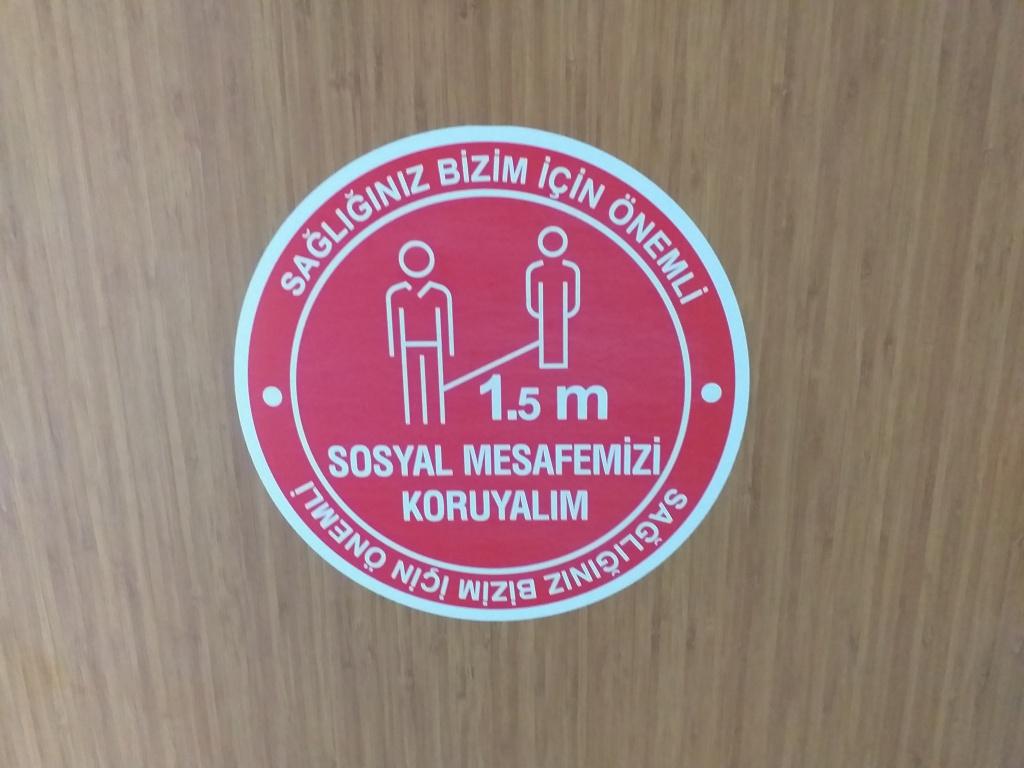 SAĞLIĞINIZ BİZİM İÇİN ÖNEMLİ
1.5 m
SOSYAL MESAFEMİZİ
KORUYALIM
SAĞLIĞINIZ BİZİM İÇİN ÖNEMLİ